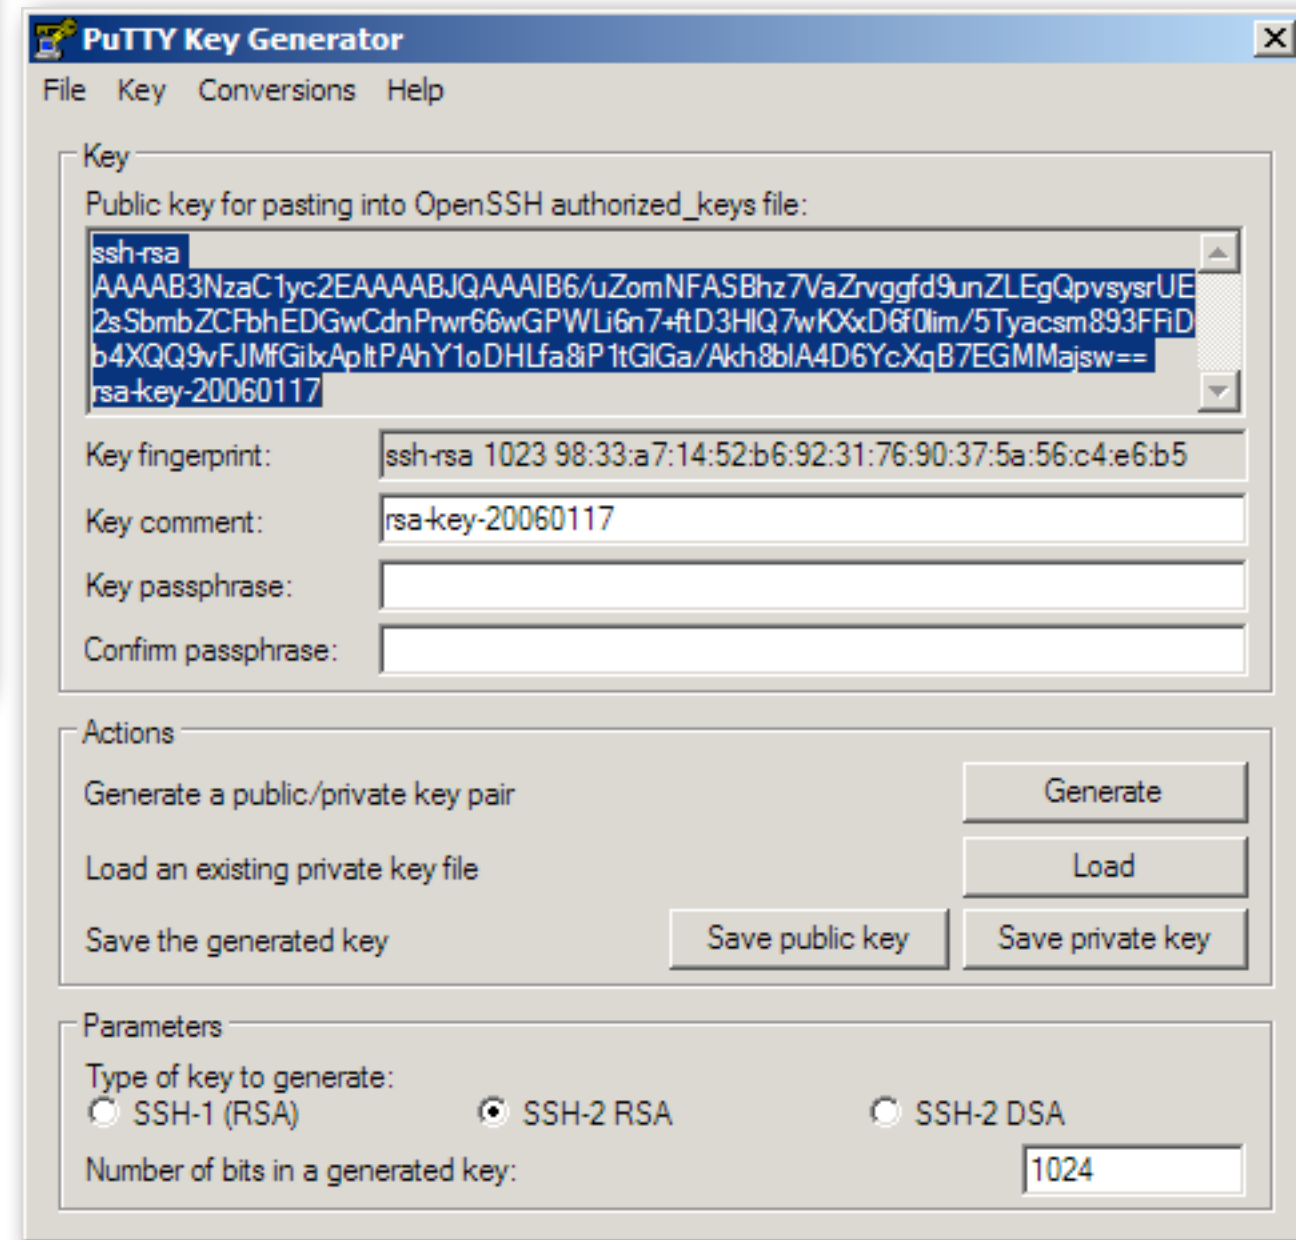 PuTTY Key Generator
File Key Conversions Help
Key
Public key for pasting into OpenSSH authorized_keys file:
ssh-rsa
AAAAB3NzaC1yc2EAAAABJQAAAIB6/uZomNFASBhz7VaZrvggfd9unZLEgQpvsysrUE
2sSbmbZCFbhEDGwCdnPrwr66wGPWLi6n7+ftD3HlQ7wKXxD6f0lim/5Tyacsm893FFiD
b4XQQ9vFJMfGilxApltPAhY1oDHLfa8iP1tGlGa/Akh8blA4D6YcXqB7EGMMajsw==
rsa-key-20060117
Key fingerprint: ssh-rsa 1023 98:33:a7:14:52:b6:92:31:76:90:37:5a:56:c4:e6:b5
Key comment: rsa-key-20060117
Key passphrase:
Confirm passphrase:
Actions
Generate a public/private key pair Generate
Load an existing private key file Load
Save the generated key Save public key Save private key
Parameters
Type of key to generate:
SSH-1 (RSA) SSH-2 RSA SSH-2 DSA
Number of bits in a generated key: 1024